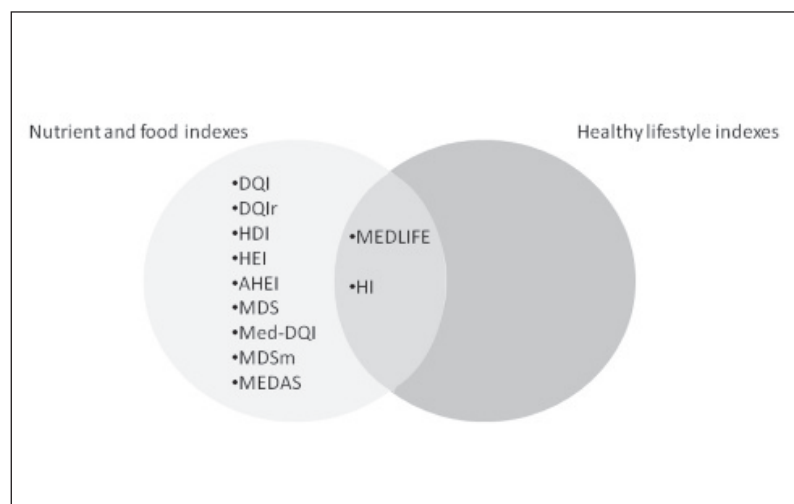 Nutrient and food indexes
Healthy lifestyle indexes
•DQI
•DQIr
•HDI
•HEI
•AHEI
•MDS
•Med-DQI
•MDSm
•MEDAS
•MEDLIFE
•HI